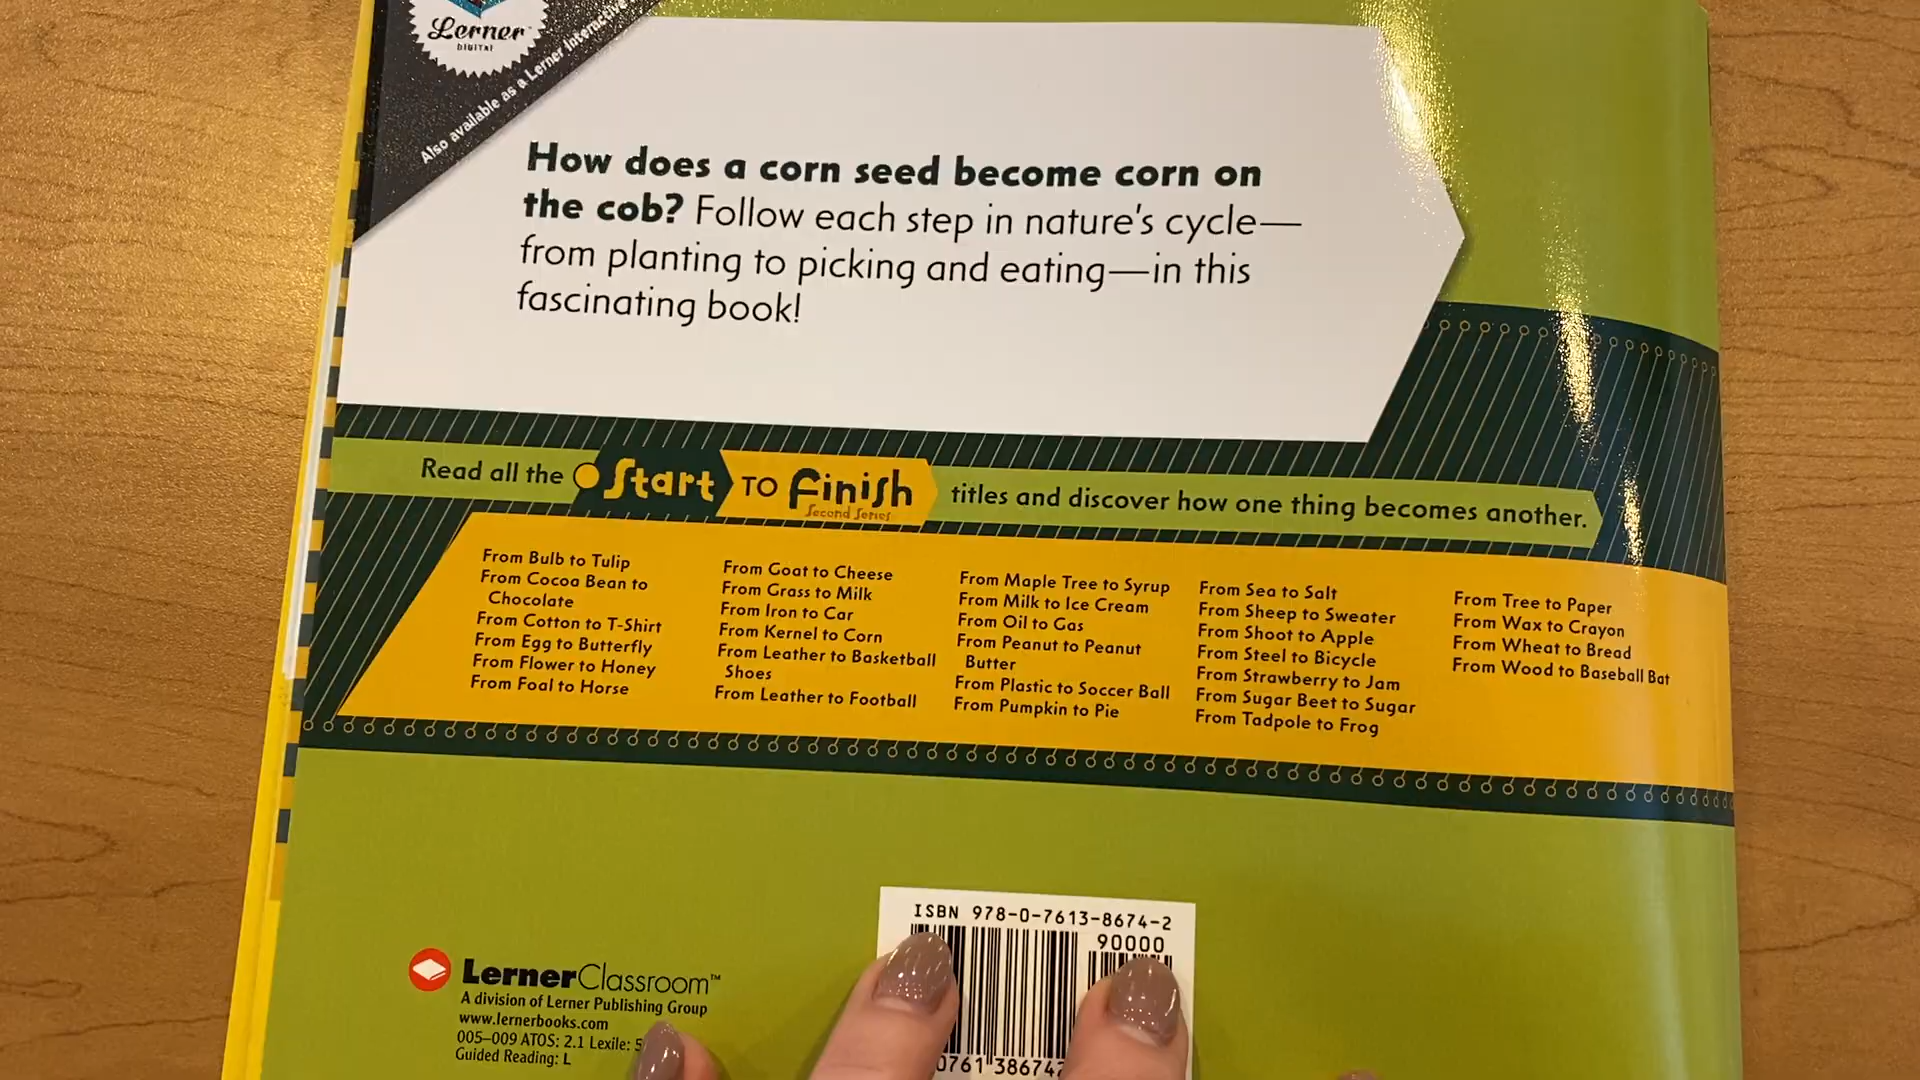 Lerner™
DIGITAL
Also available as a Lerner Interactive
How does a corn seed become corn on
the cob? Follow each step in nature's cycle—
from planting to picking and eating—in this
fascinating book!
Read all the Start TO Finish titles and discover how one thing becomes another.
Second Series
From Bulb to Tulip
From Cocoa Bean to
Chocolate
From Cotton to T-Shirt
From Egg to Butterfly
From Flower to Honey
From Foal to Horse
From Goat to Cheese
From Grass to Milk
From Iron to Car
From Kernel to Corn
From Leather to Basketball
Shoes
From Leather to Football
From Maple Tree to Syrup
From Milk to Ice Cream
From Oil to Gas
From Peanut to Peanut
Butter
From Plastic to Soccer Ball
From Pumpkin to Pie
From Sea to Salt
From Sheep to Sweater
From Shoot to Apple
From Steel to Bicycle
From Strawberry to Jam
From Sugar Beet to Sugar
From Tadpole to Frog
From Tree to Paper
From Wax to Crayon
From Wheat to Bread
From Wood to Baseball Bat
ISBN 978-0-7613-8674-2
90000
LernerClassroom™
A division of Lerner Publishing Group
www.lernerbooks.com
005–009 ATOS: 2.1 Lexile: 5
Guided Reading: L